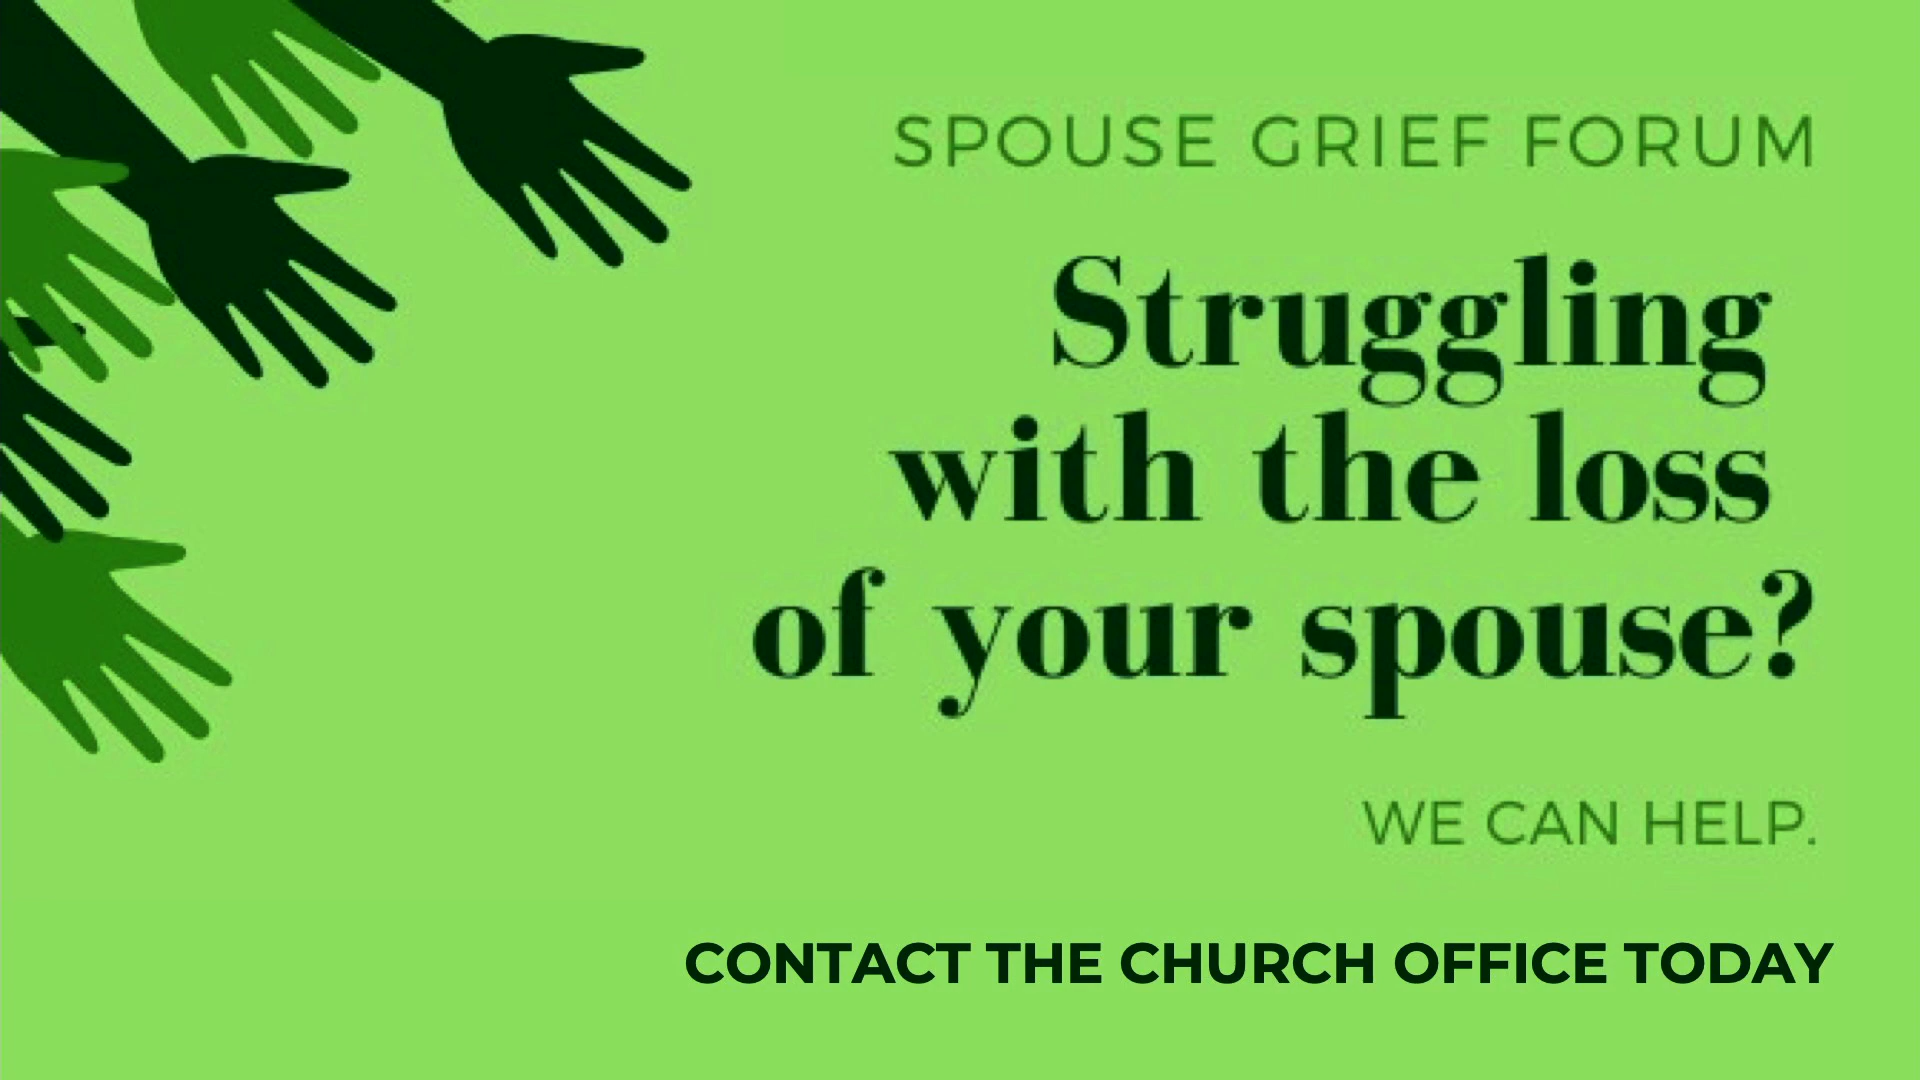 SPOUSE GRIEF FORUM
Struggling
with the loss
of your spouse?
WE CAN HELP.
CONTACT THE CHURCH OFFICE TODAY